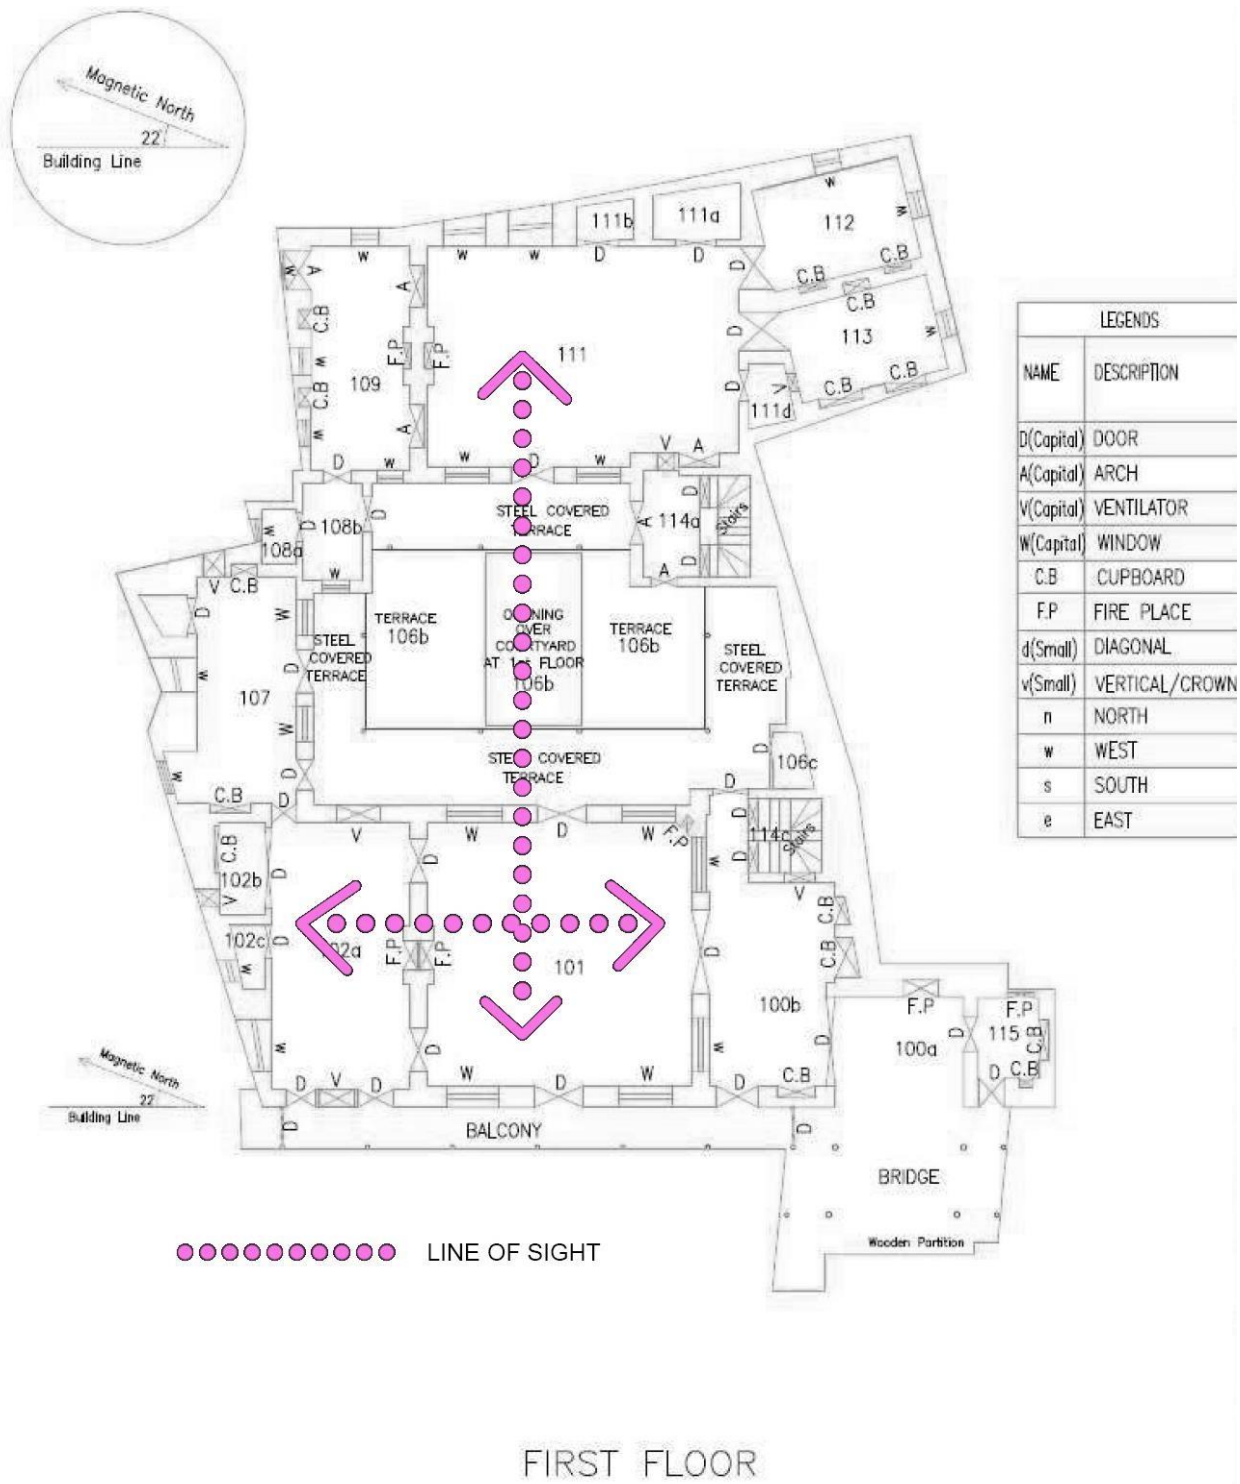 Magnetic North
22
Building Line
111b
111a
W
112
W
D
D
W
W
W
D
C.B
C.B
W
A
A
C.B
C.B
W
F.P
F.P
111
109
D
113
W
C.B
C.B
W
A
D
V
111d
C.B
W
D
W
W
D
W
V
A
STEEL COVERED
TERRACE
D
108b
D
A
114a
D
Stairs
W
108a
D
A
D
V
C.B
W
D
W
TERRACE
106b
OVER
AT 1st FLOOR
106b
TERRACE
106b
STEEL
COVERED
TERRACE
STEEL
COVERED
TERRACE
W
107
D
W
STEEL COVERED
TERRACE
D
106c
W
D
C.B
D
V
W
D
W
F.P
D
D
114c
Stairs
D
W
V
C.B
102b
D
D
V
C.B
C.B
102c
D
W
102a
F.P
F.P
101
D
100b
F.P
100a
D
F.P
115
C.B
C.B
D
W
D
W
D
V
D
W
D
W
D
C.B
D
D
BALCONY
D
BRIDGE
Wooden Partition
Magnetic North
22
Building Line
LEGENDS
NAME DESCRIPTION
D(Capital) DOOR
A(Capital) ARCH
V(Capital) VENTILATOR
W(Capital) WINDOW
C.B CUPBOARD
F.P FIRE PLACE
d(Small) DIAGONAL
v(Small) VERTICAL/CROWN
n NORTH
w WEST
s SOUTH
e EAST
LINE OF SIGHT
FIRST FLOOR